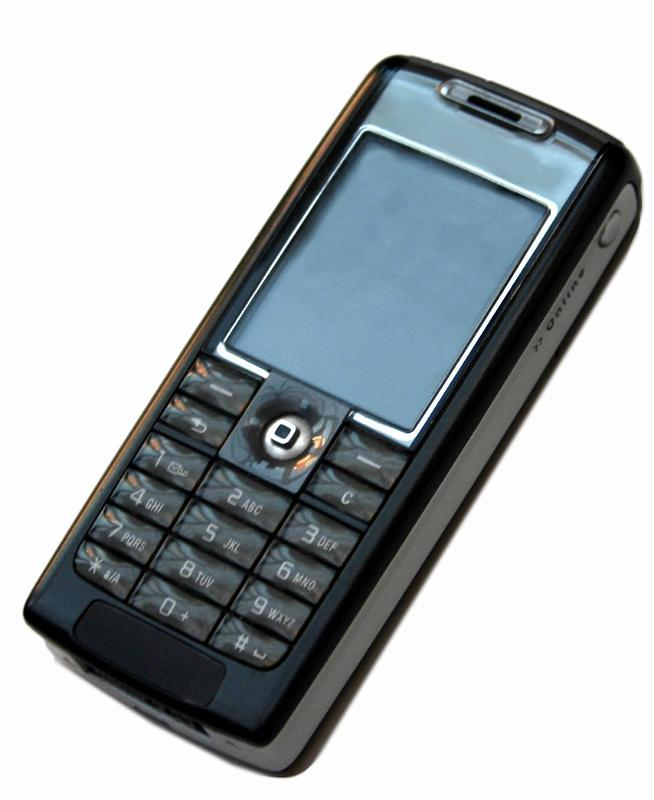 >> Online
C
1
2 ABC
3 DEF
4 GHI
5 JKL
6 MNO
7 PQRS
8 TUV
9 WXYZ
* a/A
0 +
#